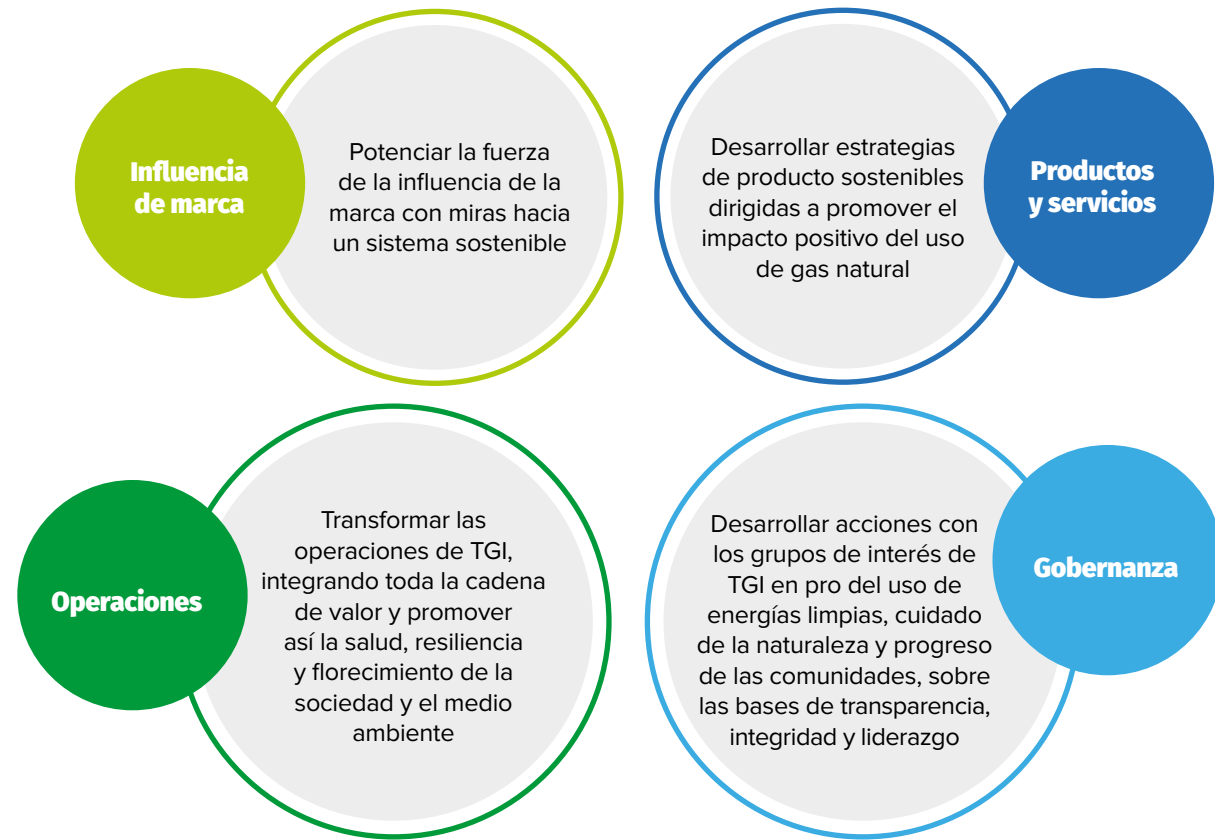 Influencia
de marca
Potenciar la fuerza
de la influencia de la
marca con miras hacia
un sistema sostenible
Desarrollar estrategias
de producto sostenibles
dirigidas a promover el
impacto positivo del uso
de gas natural
Productos
y servicios
Operaciones
Transformar las
operaciones de TGI,
integrando toda la cadena
de valor y promover
así la salud, resiliencia
y florecimiento de la
sociedad y el medio
ambiente
Desarrollar acciones con
los grupos de interés de
TGI en pro del uso de
energías limpias, cuidado
de la naturaleza y progreso
de las comunidades, sobre
las bases de transparencia,
integridad y liderazgo
Gobernanza